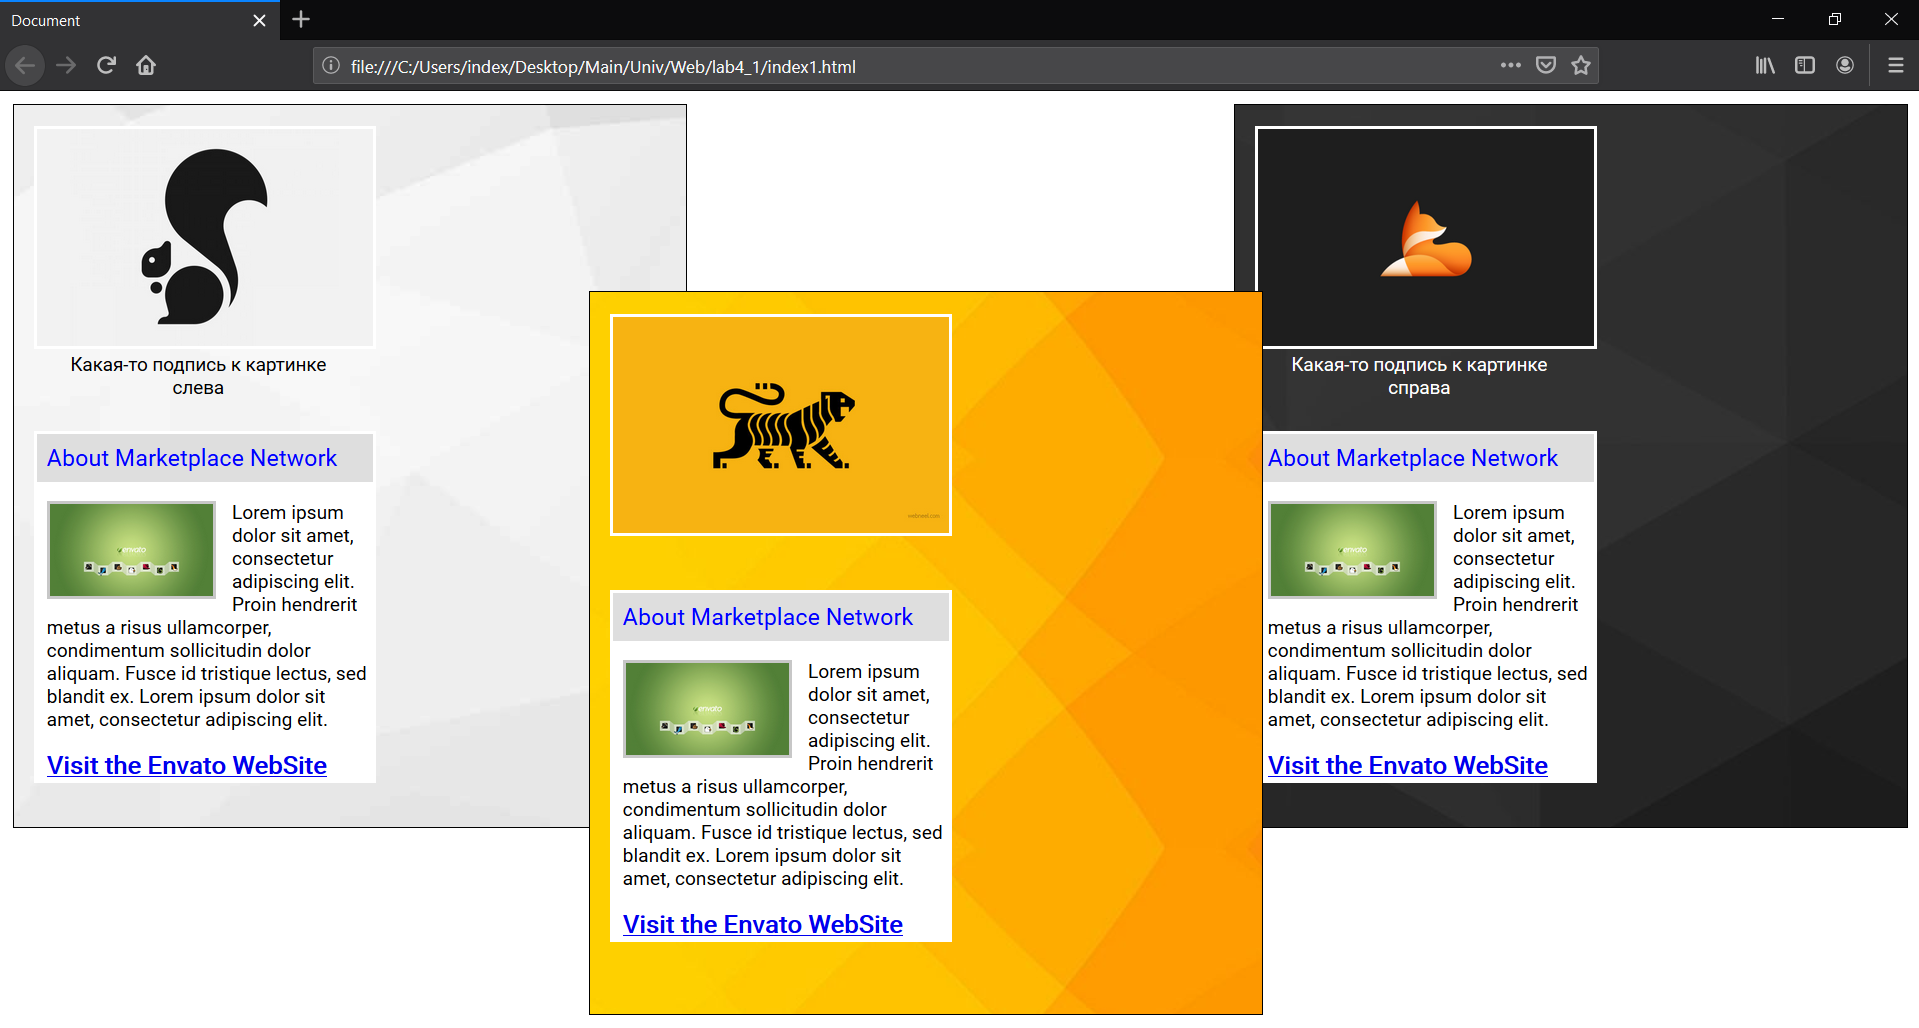 Document
file:///C:/Users/index/Desktop/Main/Univ/Web/lab4_1/index1.html
Какая-то подпись к картинке
слева
About Marketplace Network
envato
Lorem ipsum
dolor sit amet,
consectetur
adipiscing elit.
Proin hendrerit
metus a risus ullamcorper,
condimentum sollicitudin dolor
aliquam. Fusce id tristique lectus, sed
blandit ex. Lorem ipsum dolor sit
amet, consectetur adipiscing elit.
Visit the Envato WebSite
About Marketplace Network
envato
Lorem ipsum
dolor sit amet,
consectetur
adipiscing elit.
Proin hendrerit
metus a risus ullamcorper,
condimentum sollicitudin dolor
aliquam. Fusce id tristique lectus, sed
blandit ex. Lorem ipsum dolor sit
amet, consectetur adipiscing elit.
Visit the Envato WebSite
Какая-то подпись к картинке
справа
About Marketplace Network
envato
Lorem ipsum
dolor sit amet,
consectetur
adipiscing elit.
Proin hendrerit
metus a risus ullamcorper,
condimentum sollicitudin dolor
aliquam. Fusce id tristique lectus, sed
blandit ex. Lorem ipsum dolor sit
amet, consectetur adipiscing elit.
Visit the Envato WebSite